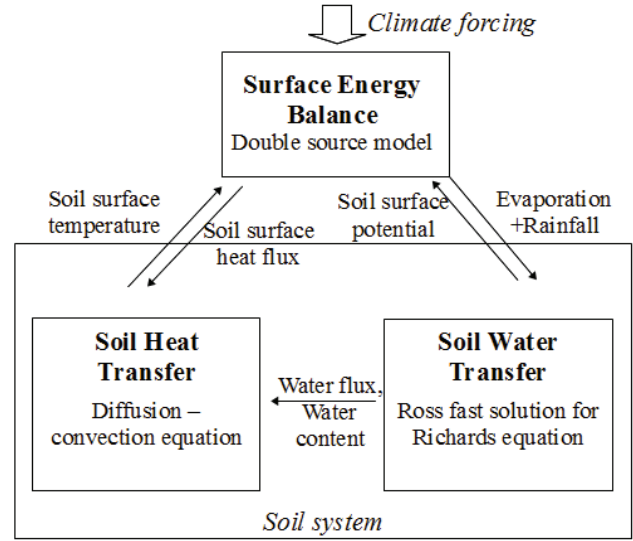 Climate forcing
Surface Energy
Balance
Double source model
Soil surface
temperature
Soil surface
heat flux
Soil surface
potential
Evaporation
+Rainfall
Soil Heat
Transfer
Diffusion –
convection equation
Water flux,
Water
content
Soil Water
Transfer
Ross fast solution for
Richards equation
Soil system